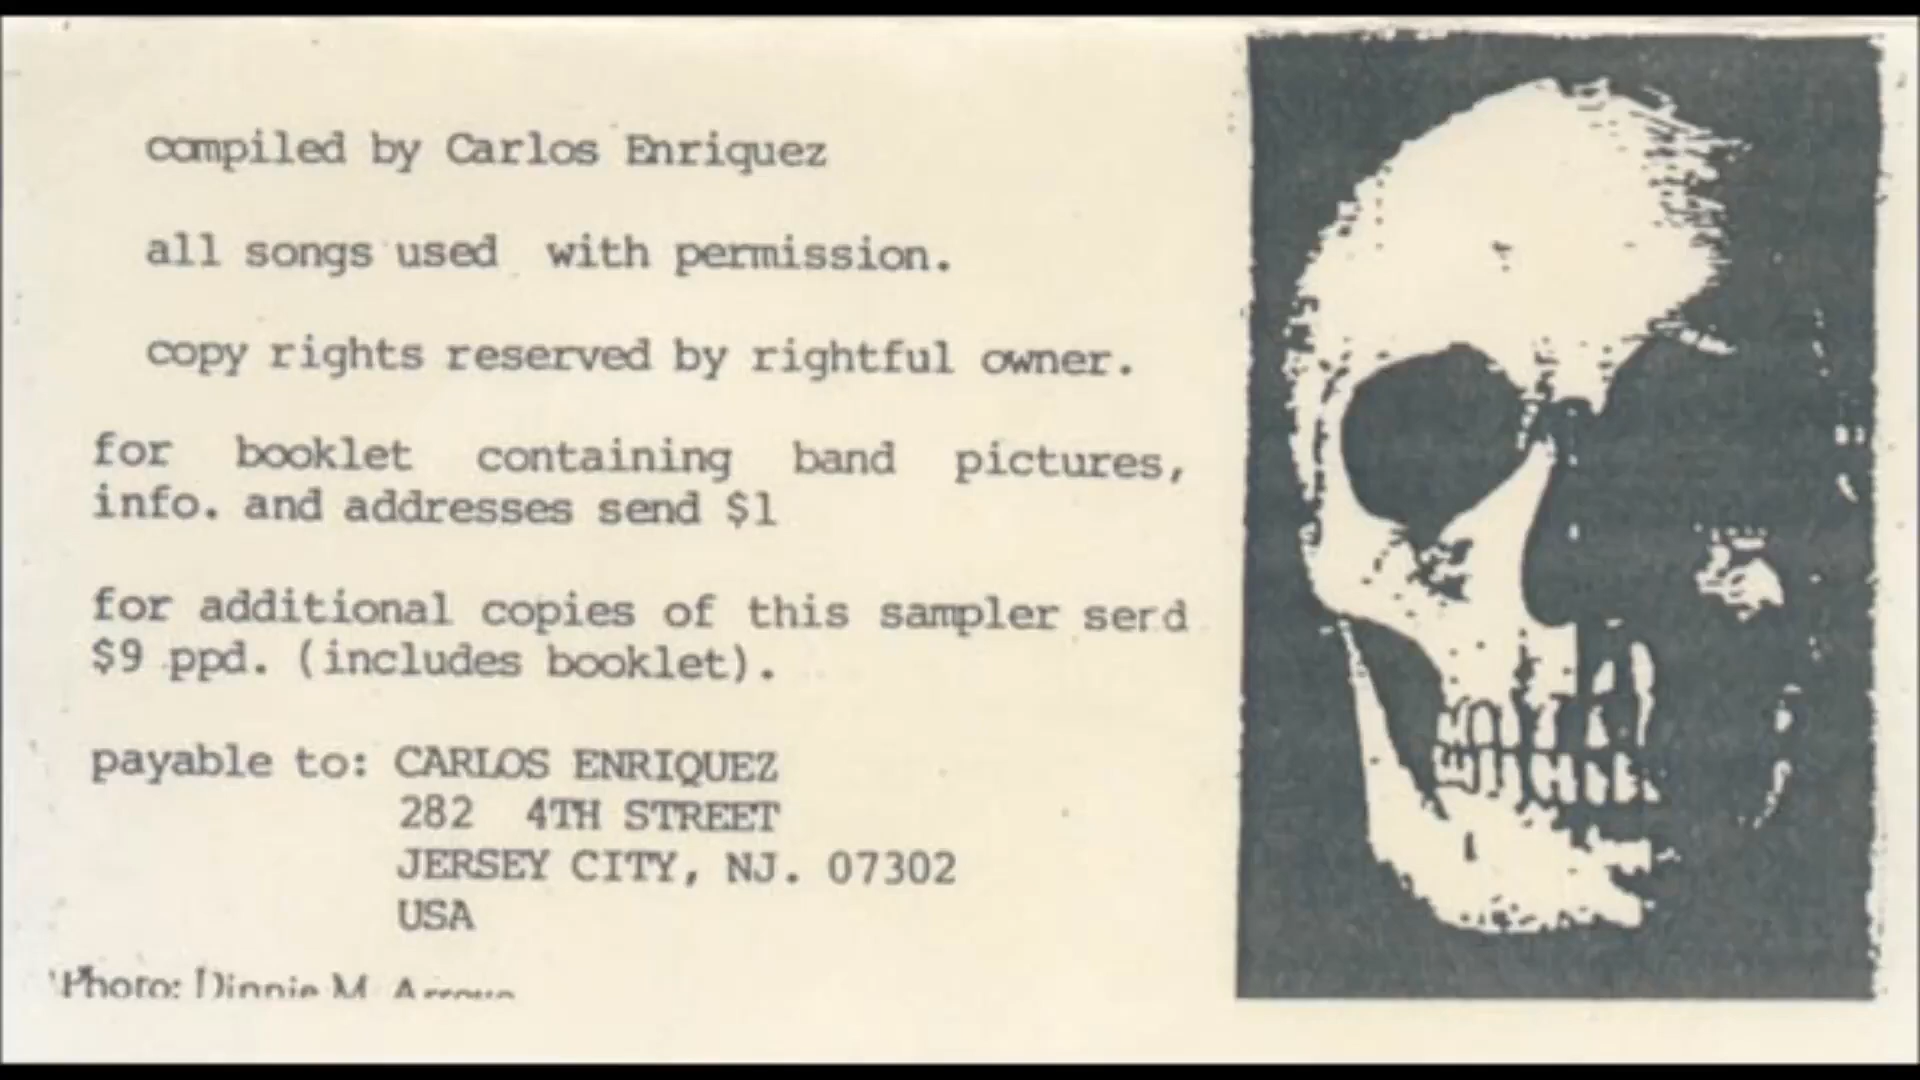 compiled by Carlos Enriquez
all songs used with permission.
copy rights reserved by rightful owner.
for booklet containing band pictures,
info. and addresses send $1
for additional copies of this sampler serd
$9 ppd. (includes booklet).
payable to: CARLOS ENRIQUEZ
282 4TH STREET
JERSEY CITY, NJ. 07302
USA
Photo: Dinnie M. Arroyo